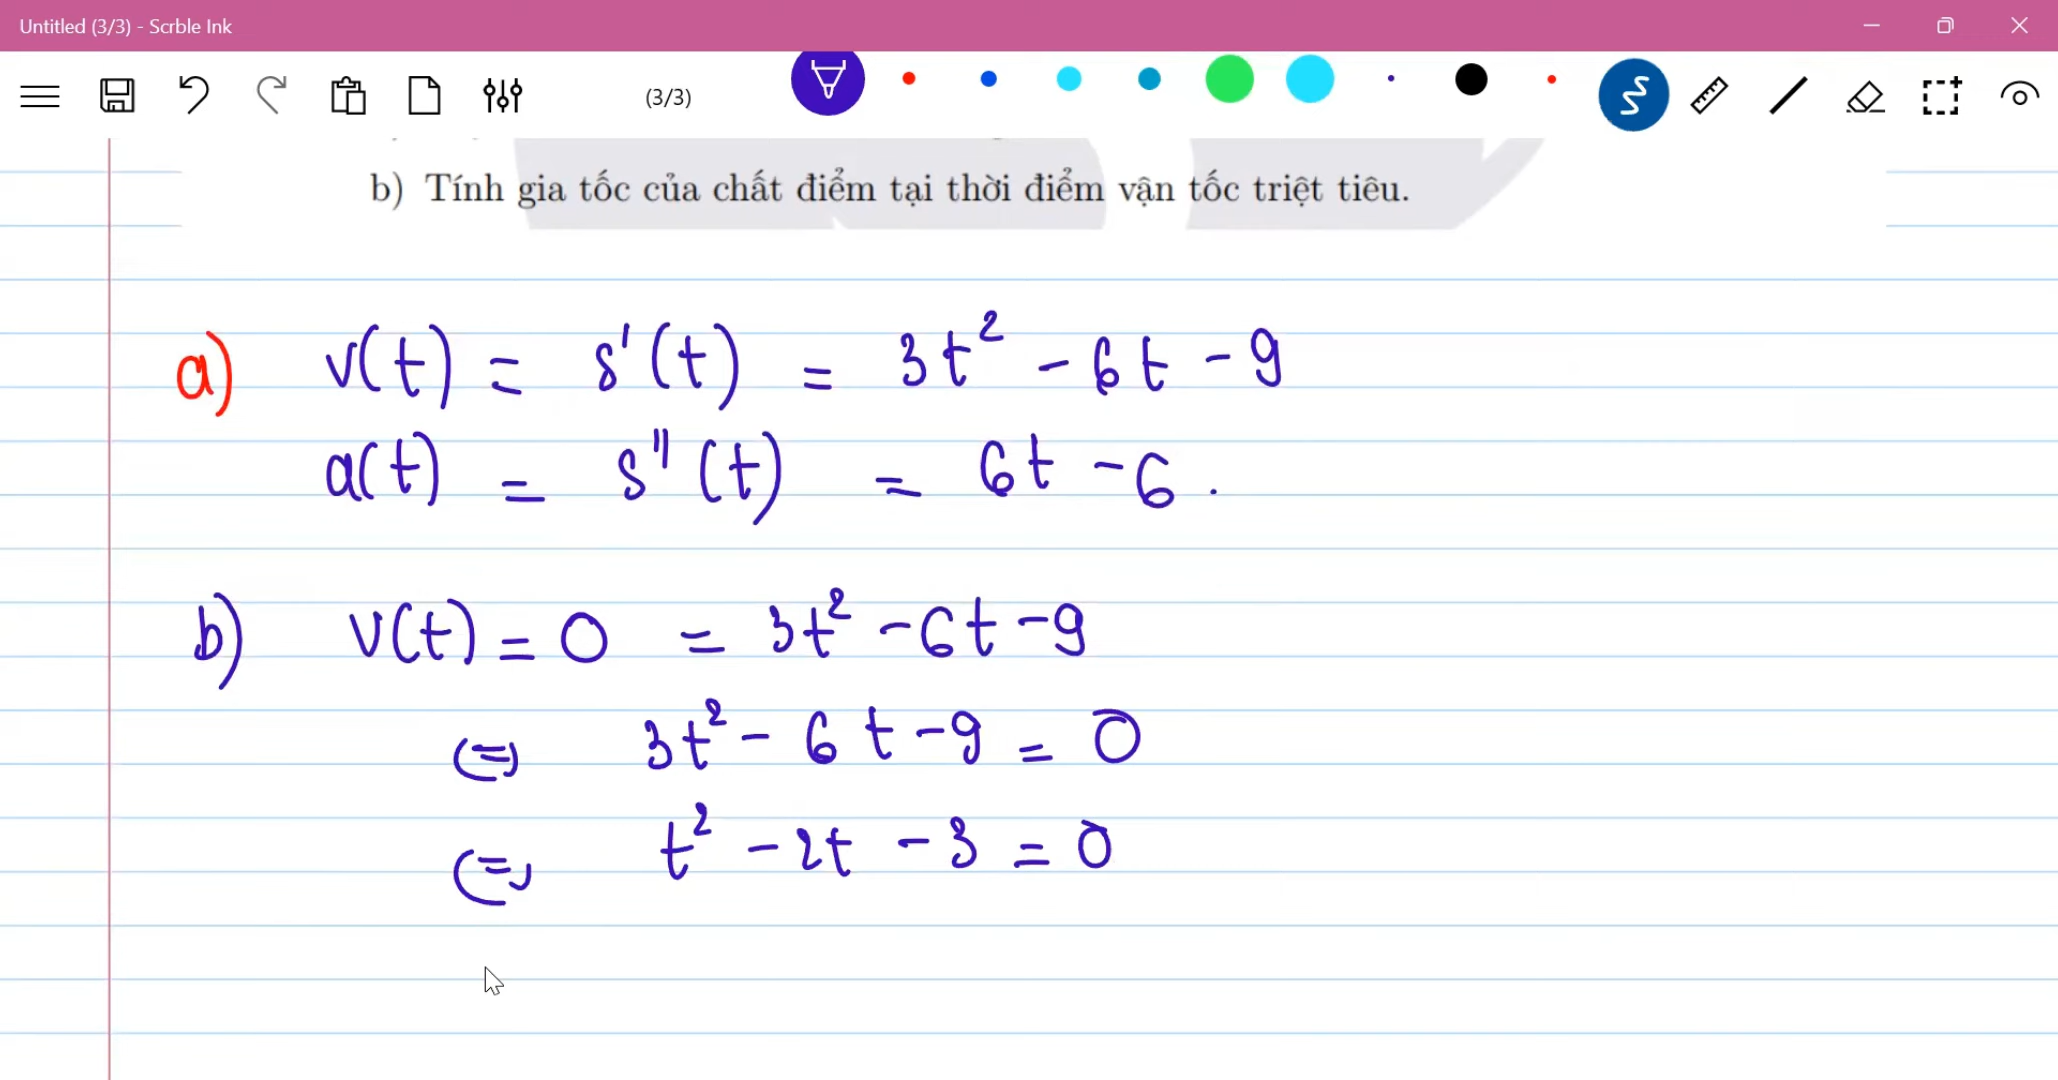 Untitled (3/3) - Scrble Ink
(3/3)
b) Tính gia tốc của chất điểm tại thời điểm vận tốc triệt tiêu.
a) v(t) = s'(t) = 3t² - 6t - 9
a(t) = s''(t) = 6t - 6 .
b) v(t) = 0 = 3t² - 6t - 9
(=) 3t² - 6t - 9 = 0
(=) t² - 2t - 3 = 0